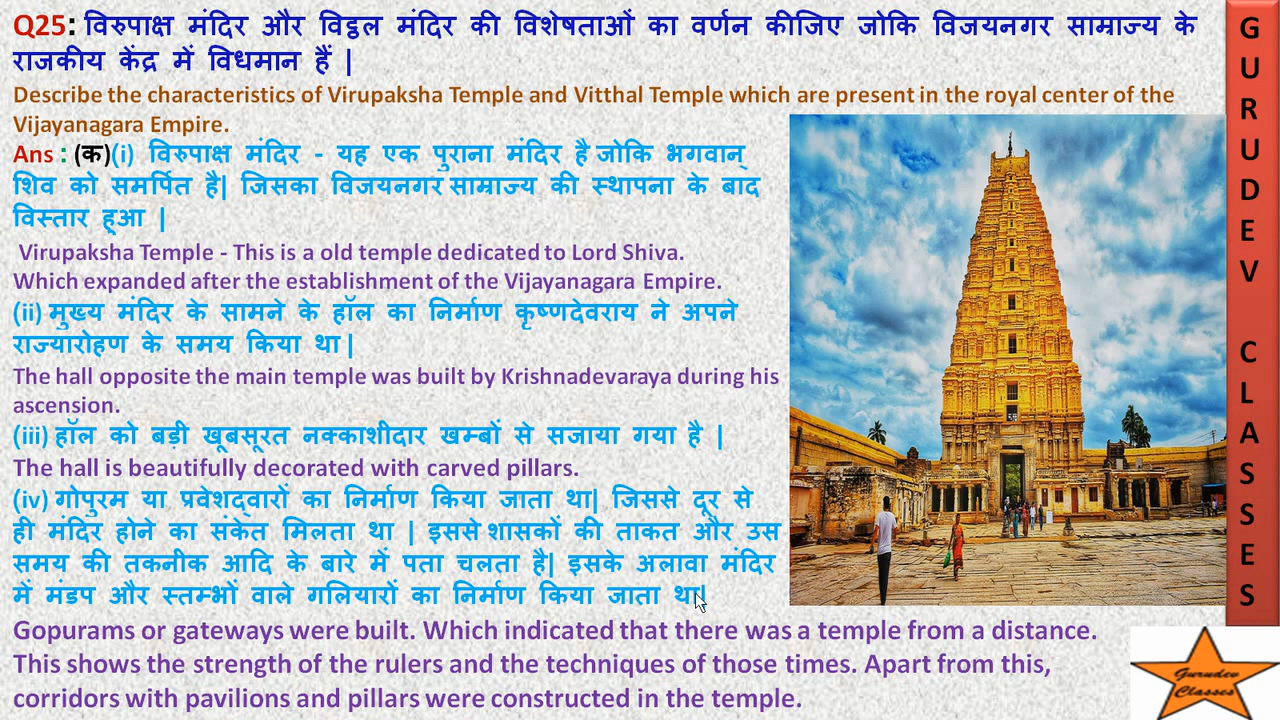 Q25: विरुपाक्ष मंदिर और विट्ठल मंदिर की विशेषताओं का वर्णन कीजिए जोकि विजयनगर साम्राज्य के
राजकीय केंद्र में विधमान हैं |
Describe the characteristics of Virupaksha Temple and Vitthal Temple which are present in the royal center of the
Vijayanagara Empire.
Ans : (क)(i) विरुपाक्ष मंदिर - यह एक पुराना मंदिर है जोकि भगवान्
शिव को समर्पित है| जिसका विजयनगर साम्राज्य की स्थापना के बाद
विस्तार हूआ |
Virupaksha Temple - This is a old temple dedicated to Lord Shiva.
Which expanded after the establishment of the Vijayanagara Empire.
(ii) मुख्य मंदिर के सामने के हॉल का निर्माण कृष्णदेवराय ने अपने
राज्यारोहण के समय किया था|
The hall opposite the main temple was built by Krishnadevaraya during his
ascension.
(iii) हॉल को बड़ी खूबसूरत नक्काशीदार खम्बों से सजाया गया है |
The hall is beautifully decorated with carved pillars.
(iv) गोपुरम या प्रवेशद्वारों का निर्माण किया जाता था| जिससे दूर से
ही मंदिर होने का संकेत मिलता था | इससे शासकों की ताकत और उस
समय की तकनीक आदि के बारे में पता चलता है| इसके अलावा मंदिर
में मंडप और स्तम्भों वाले गलियारों का निर्माण किया जाता था|
Gopurams or gateways were built. Which indicated that there was a temple from a distance.
This shows the strength of the rulers and the techniques of those times. Apart from this,
corridors with pavilions and pillars were constructed in the temple.
GURUDEV CLASSES
Gurudev
Classes